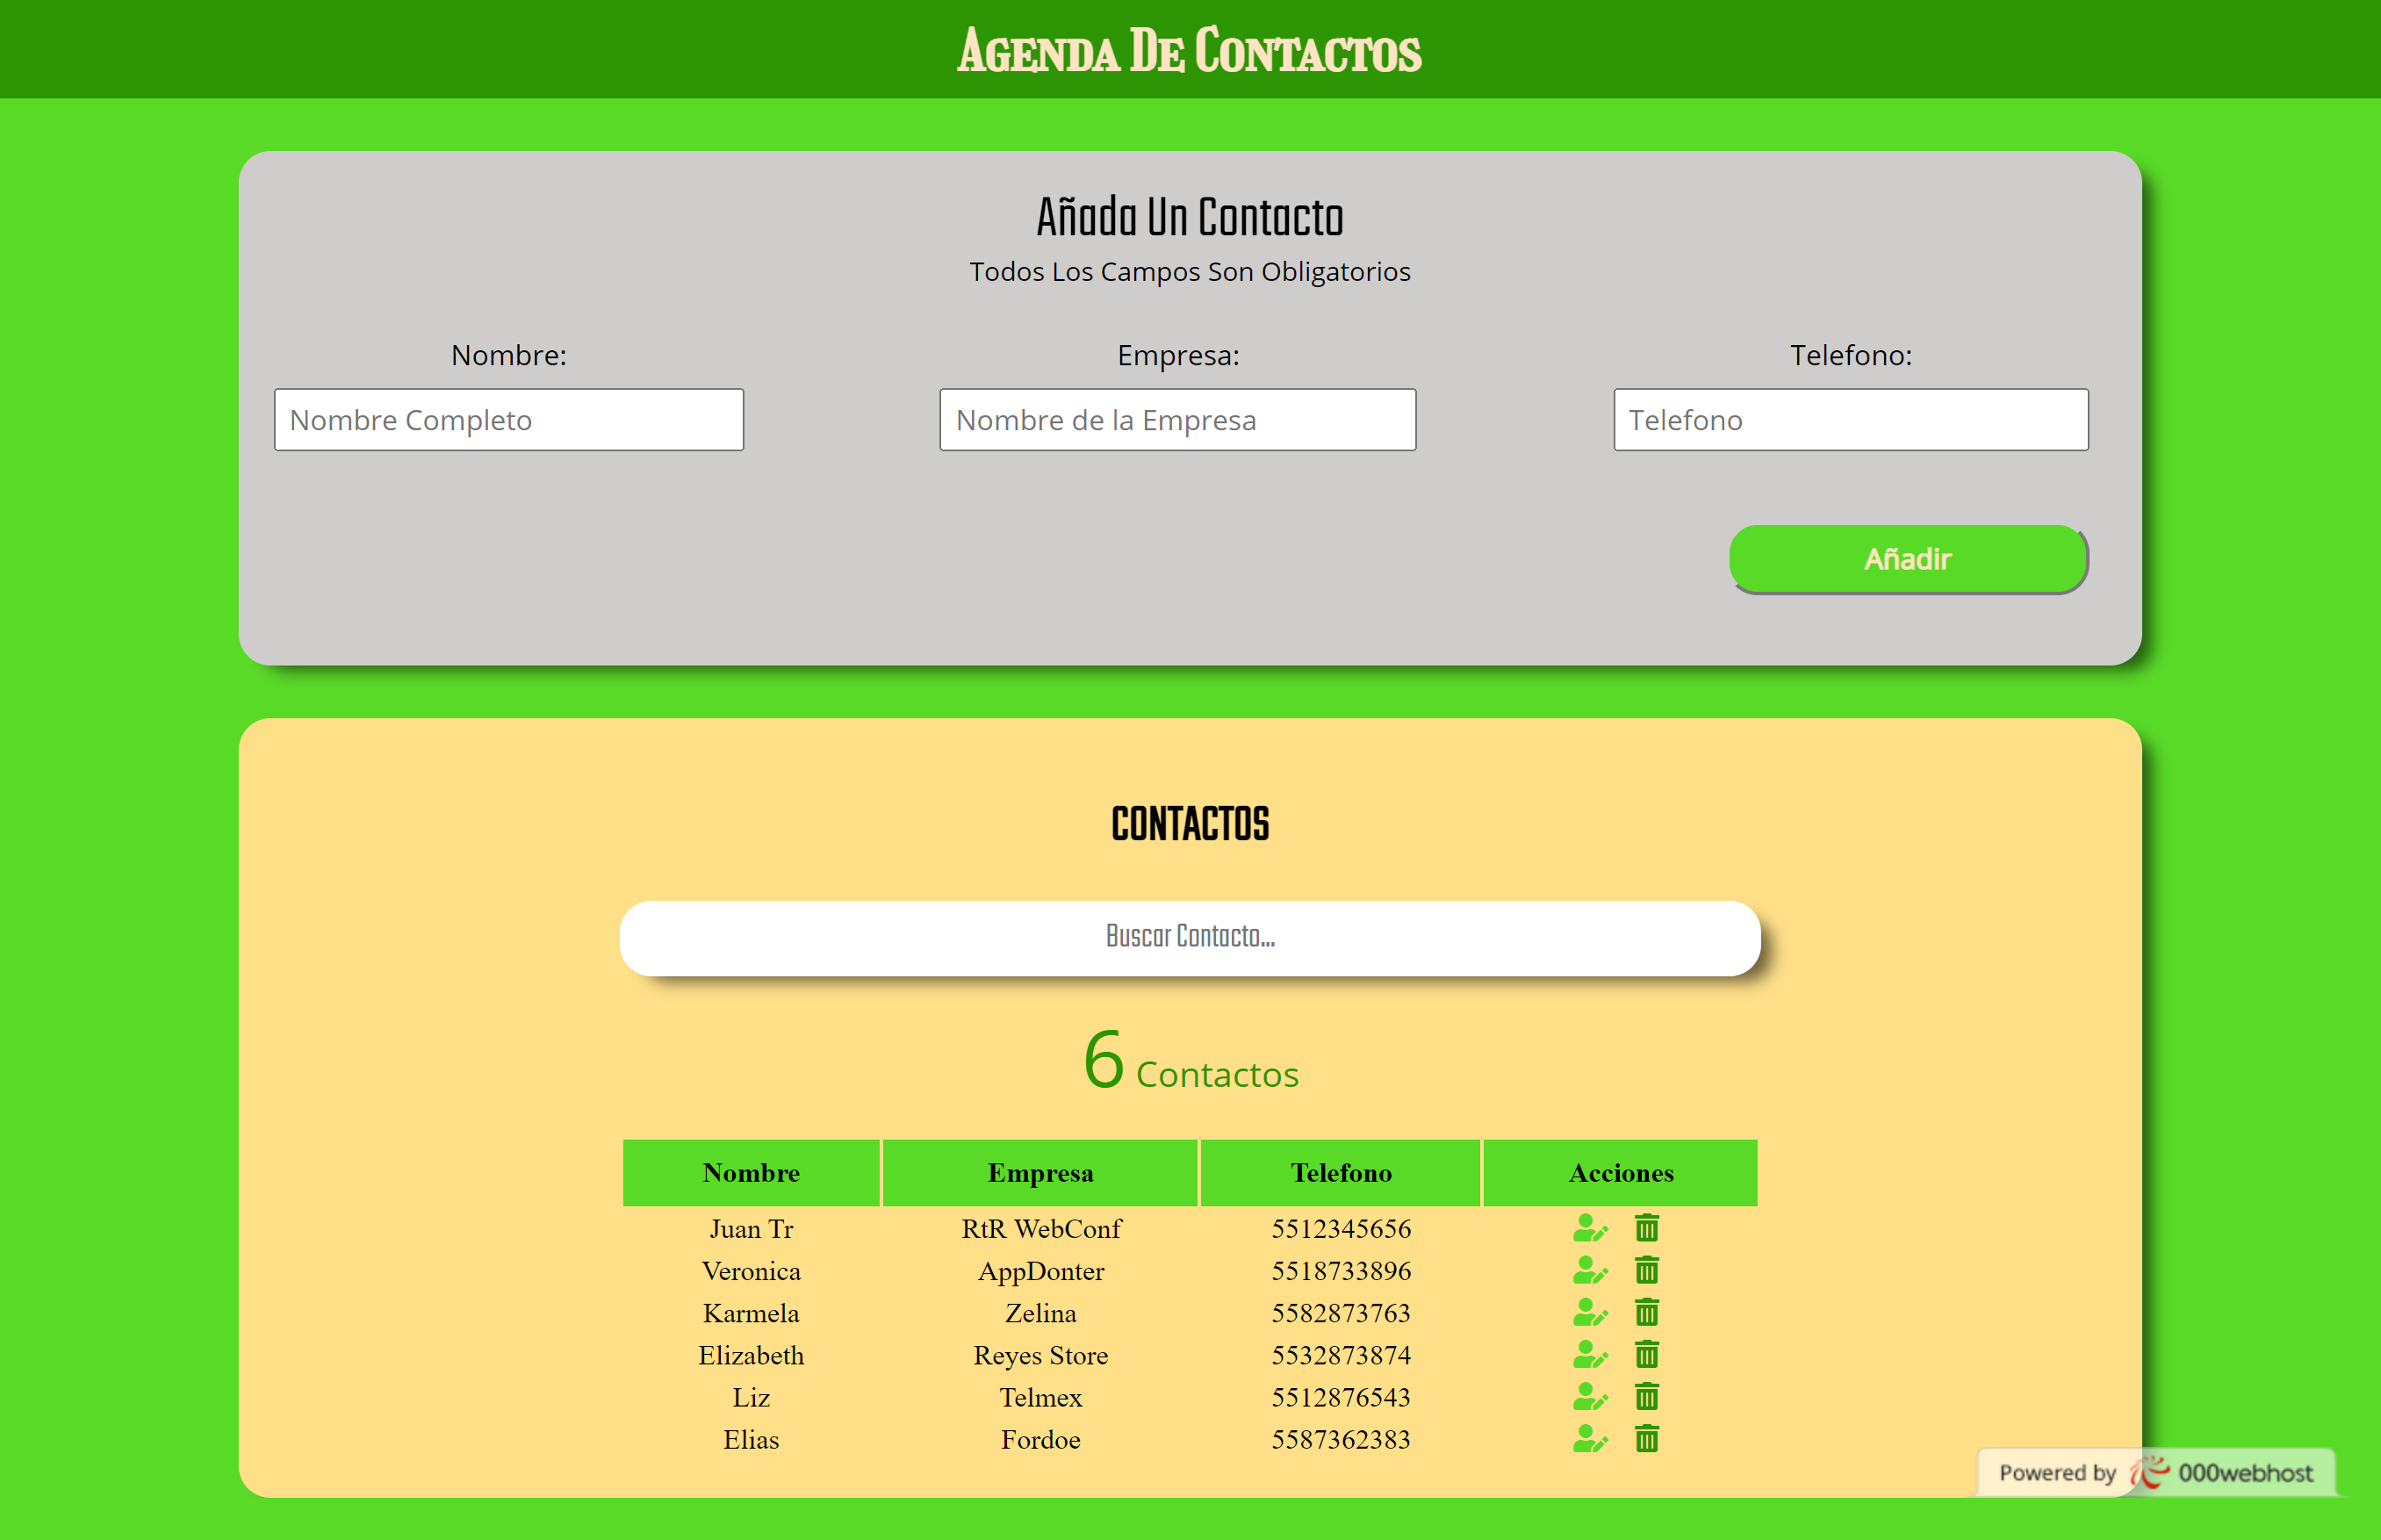 Agenda De Contactos
Añada Un Contacto
Todos Los Campos Son Obligatorios
Nombre: Empresa: Telefono:
Nombre Completo Nombre de la Empresa Telefono
Añadir
CONTACTOS
Buscar Contacto...
6 Contactos
Nombre Empresa Telefono Acciones
Juan Tr RtR WebConf 5512345656
Veronica AppDonter 5518733896
Karmela Zelina 5582873763
Elizabeth Reyes Store 5532873874
Liz Telmex 5512876543
Elias Fordoe 5587362383
Powered by 000webhost